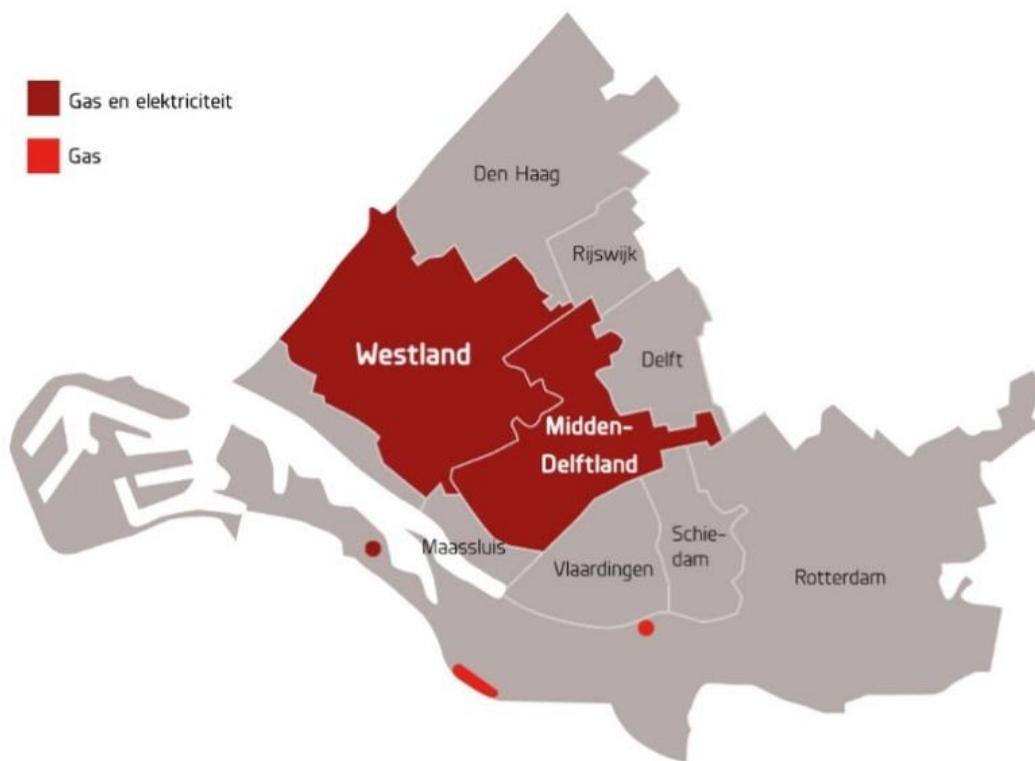 Gas en elektriciteit
Gas
Den Haag
Rijswijk
Westland
Delft
Midden-
Delftland
Maassluis
Vlaardingen
Schie-
dam
Rotterdam